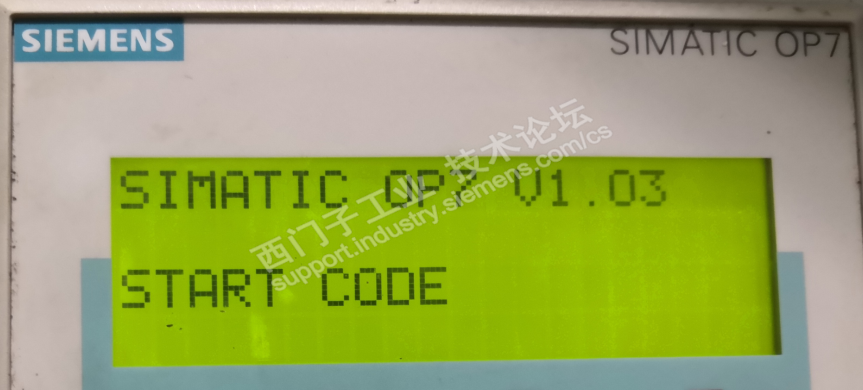 SIEMENS
SIMATIC OP7
SIMATIC OP7 V1.03
START CODE
西门子工业 技术论坛
support.industry.siemens.com/cs